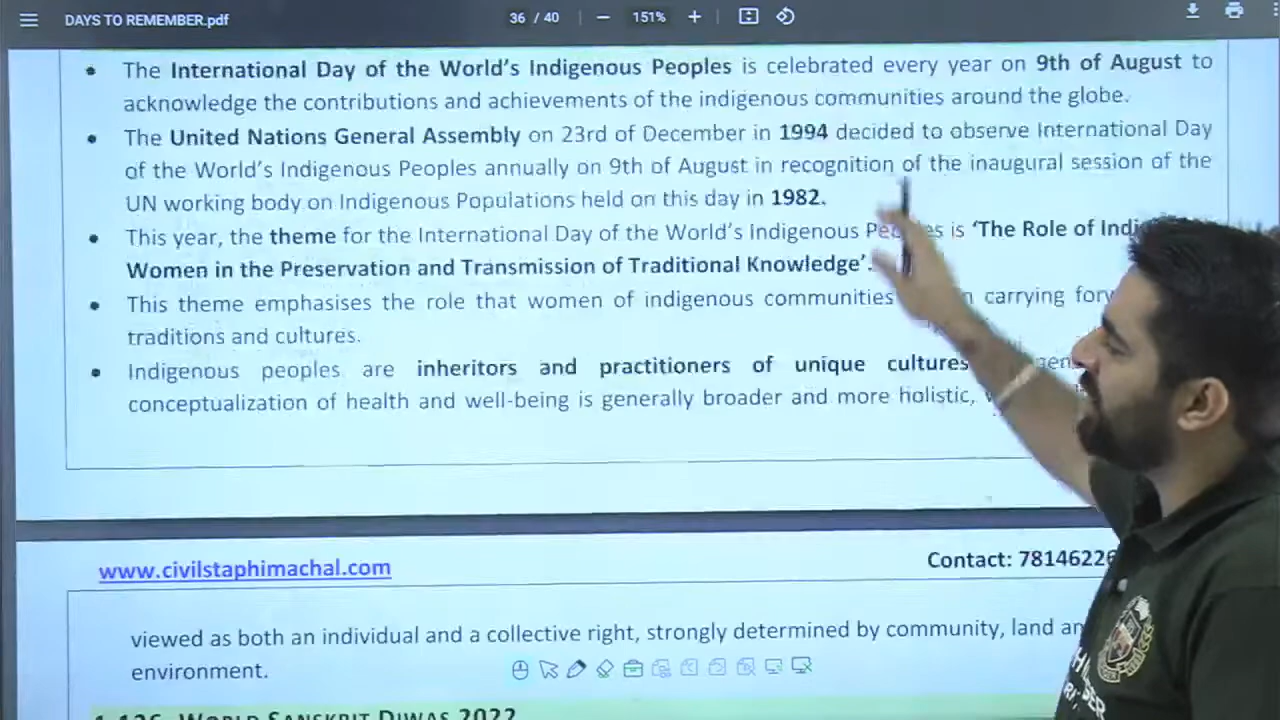 DAYS TO REMEMBER.pdf
36 / 40
151%
The International Day of the World's Indigenous Peoples is celebrated every year on 9th of August to
acknowledge the contributions and achievements of the indigenous communities around the globe.
The United Nations General Assembly on 23rd of December in 1994 decided to observe International Day
of the World's Indigenous Peoples annually on 9th of August in recognition of the inaugural session of the
UN working body on Indigenous Populations held on this day in 1982.
This year, the theme for the International Day of the World's Indigenous Peoples is 'The Role of
Women in the Preservation and Transmission of Traditional Knowledge'.
This theme emphasises the role that women of indigenous communities carrying
traditions and cultures.
Indigenous peoples are inheritors and practitioners of unique cultures
conceptualization of health and well-being is generally broader and more holistic,
www.civilstaphimachal.com
Contact: 7814622
viewed as both an individual and a collective right, strongly determined by community, land
environment.
WORLD SANSKRIT DIWAS 2022